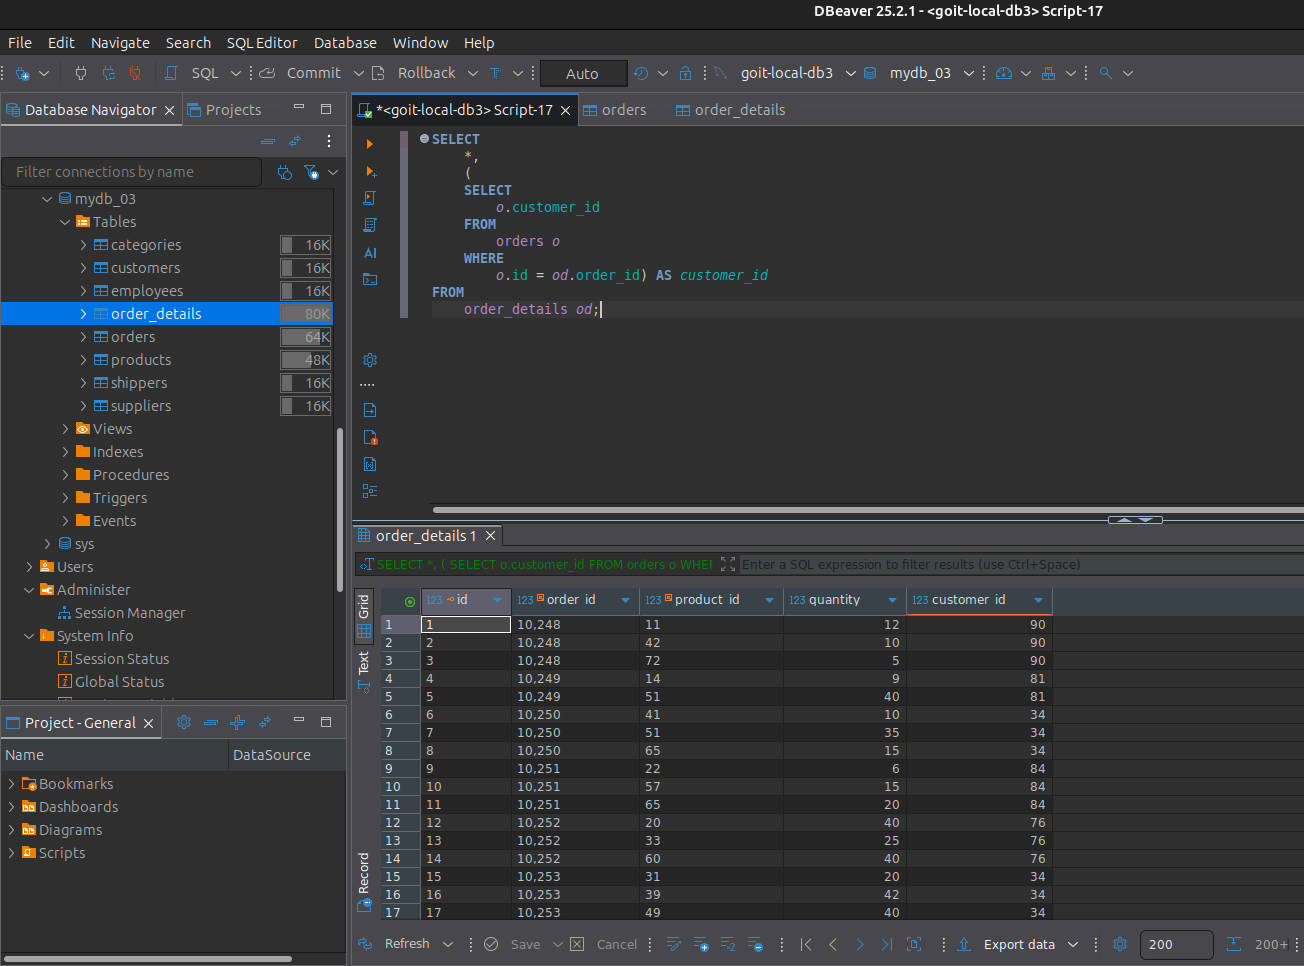 DBeaver 25.2.1 - <goit-local-db3> Script-17
File Edit Navigate Search SQL Editor Database Window Help
SQL Commit Rollback Auto goit-local-db3 mydb_03
Database Navigator Projects
Filter connections by name
mydb_03
Tables
categories 16K
customers 16K
employees 16K
order_details 80K
orders 64K
products 48K
shippers 16K
suppliers 16K
Views
Indexes
Procedures
Triggers
Events
sys
Users
Administer
Session Manager
System Info
Session Status
Global Status
Project - General
Name DataSource
Bookmarks
Dashboards
Diagrams
Scripts
*<goit-local-db3> Script-17 orders order_details
SELECT
*,
(
SELECT
o.customer_id
FROM
orders o
WHERE
o.id = od.order_id) AS customer_id
FROM
order_details od;
AI
order_details 1
SELECT *, ( SELECT o.customer_id FROM orders o WHER Enter a SQL expression to filter results (use Ctrl+Space)
Grid
Text
Record
123 id 123 order_id 123 product_id 123 quantity 123 customer_id
1 1 10,248 11 12 90
2 2 10,248 42 10 90
3 3 10,248 72 5 90
4 4 10,249 14 9 81
5 5 10,249 51 40 81
6 6 10,250 41 10 34
7 7 10,250 51 35 34
8 8 10,250 65 15 34
9 9 10,251 22 6 84
10 10 10,251 57 15 84
11 11 10,251 65 20 84
12 12 10,252 20 40 76
13 13 10,252 33 25 76
14 14 10,252 60 40 76
15 15 10,253 31 20 34
16 16 10,253 39 42 34
17 17 10,253 49 40 34
Refresh Save Cancel Export data 200 200+